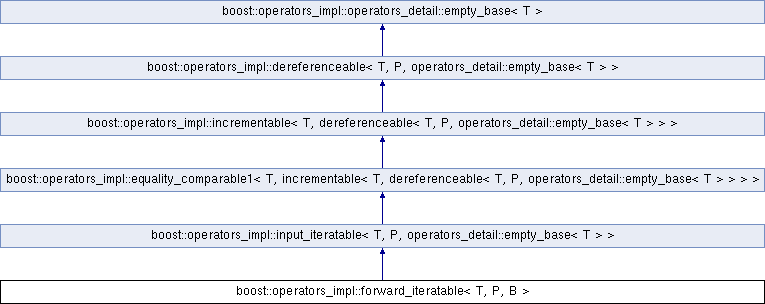 boost::operators_impl::operators_detail::empty_base< T >
boost::operators_impl::dereferenceable< T, P, operators_detail::empty_base< T > >
boost::operators_impl::incrementable< T, dereferenceable< T, P, operators_detail::empty_base< T > > >
boost::operators_impl::equality_comparable1< T, incrementable< T, dereferenceable< T, P, operators_detail::empty_base< T > > > >
boost::operators_impl::input_iteratable< T, P, operators_detail::empty_base< T > >
boost::operators_impl::forward_iteratable< T, P, B >